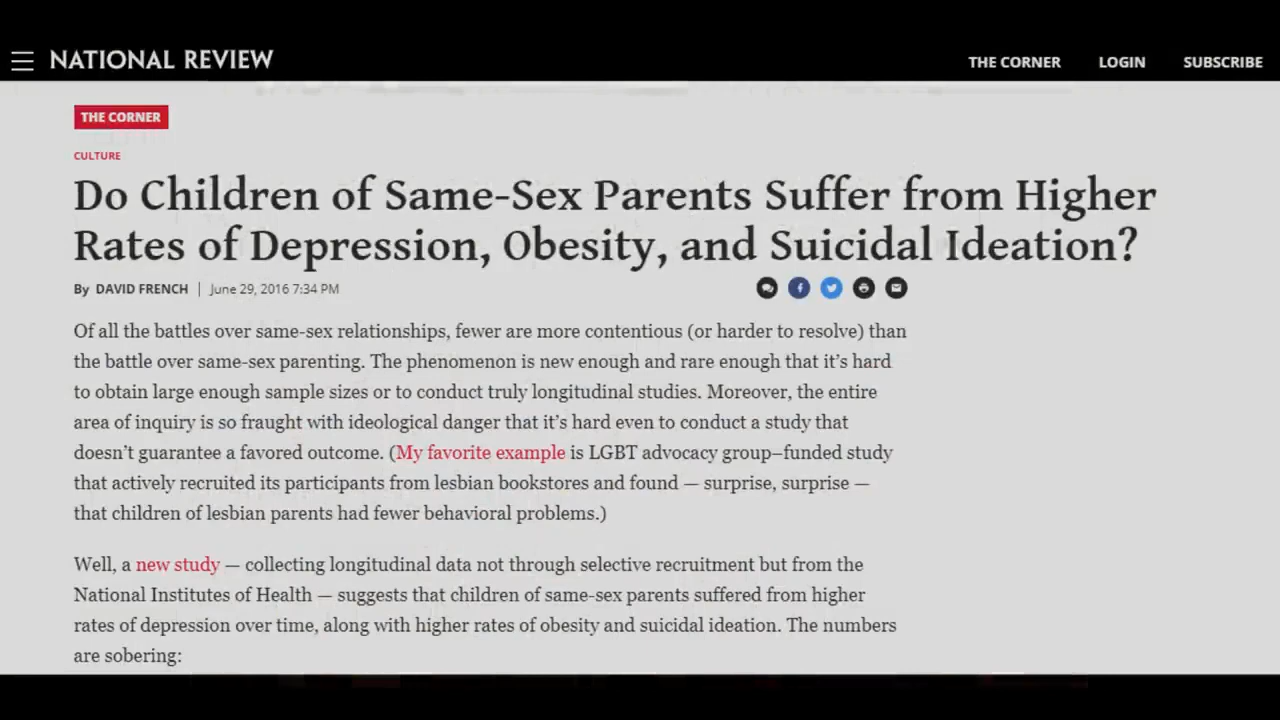 NATIONAL REVIEW
THE CORNER LOGIN SUBSCRIBE
THE CORNER
CULTURE
Do Children of Same-Sex Parents Suffer from Higher
Rates of Depression, Obesity, and Suicidal Ideation?
By DAVID FRENCH | June 29, 2016 7:34 PM
Of all the battles over same-sex relationships, fewer are more contentious (or harder to resolve) than
the battle over same-sex parenting. The phenomenon is new enough and rare enough that it’s hard
to obtain large enough sample sizes or to conduct truly longitudinal studies. Moreover, the entire
area of inquiry is so fraught with ideological danger that it’s hard even to conduct a study that
doesn’t guarantee a favored outcome. (My favorite example is LGBT advocacy group–funded study
that actively recruited its participants from lesbian bookstores and found — surprise, surprise —
that children of lesbian parents had fewer behavioral problems.)
Well, a new study — collecting longitudinal data not through selective recruitment but from the
National Institutes of Health — suggests that children of same-sex parents suffered from higher
rates of depression over time, along with higher rates of obesity and suicidal ideation. The numbers
are sobering: